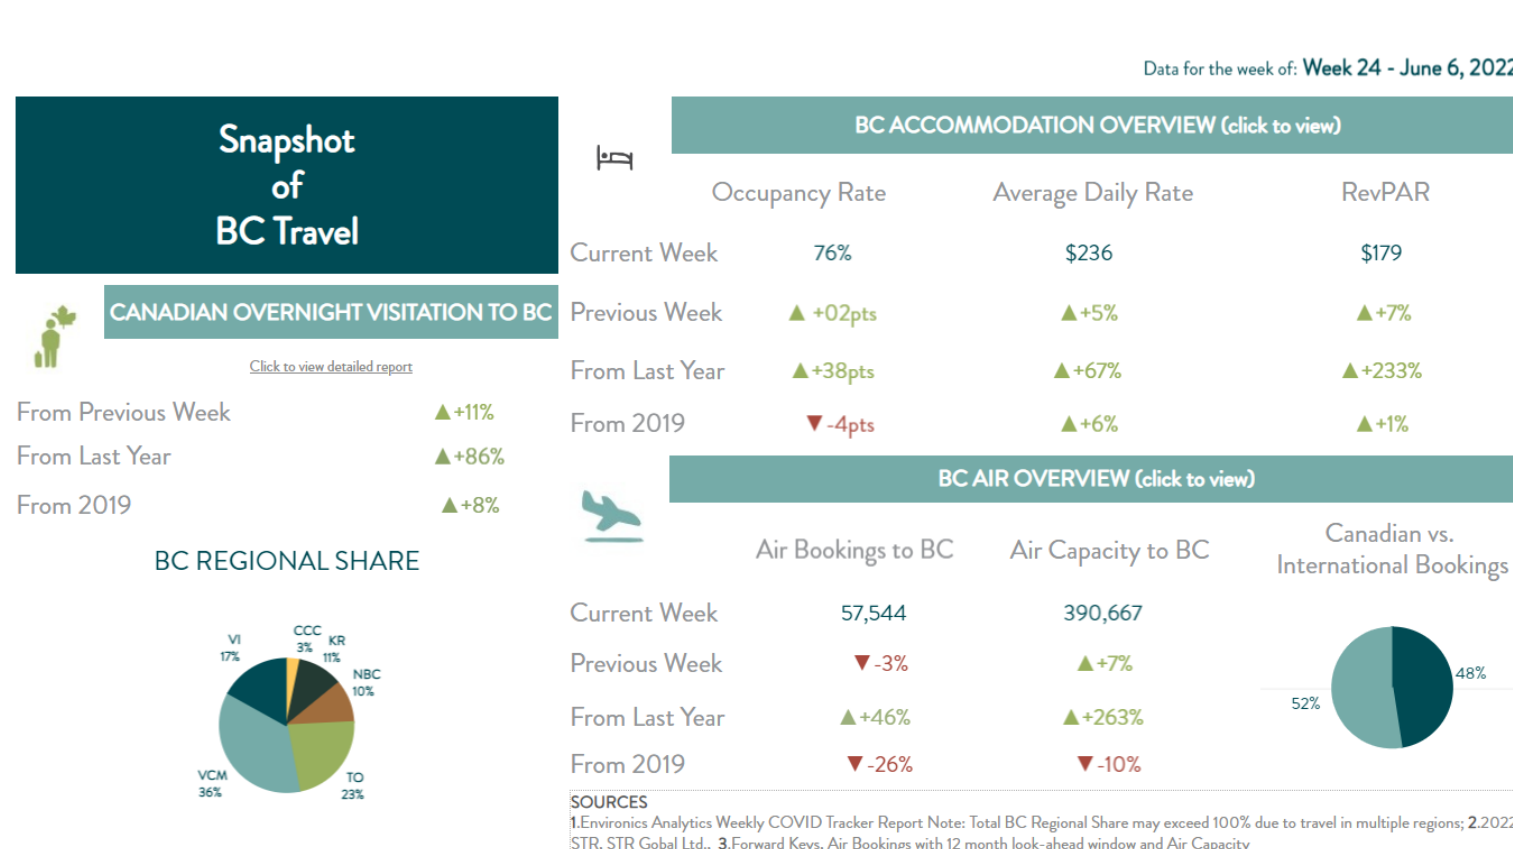 Data for the week of: Week 24 - June 6, 2022
Snapshot
of
BC Travel
CANADIAN OVERNIGHT VISITATION TO BC
Click to view detailed report
From Previous Week ▲+11%
From Last Year ▲+86%
From 2019 ▲+8%
BC REGIONAL SHARE
VI
17%
CCC
3%
KR
11%
NBC
10%
VCM
36%
TO
23%
BC ACCOMMODATION OVERVIEW (click to view)
Occupancy Rate Average Daily Rate RevPAR
Current Week 76% $236 $179
Previous Week ▲ +02pts ▲+5% ▲+7%
From Last Year ▲+38pts ▲+67% ▲+233%
From 2019 ▼-4pts ▲+6% ▲+1%
BC AIR OVERVIEW (click to view)
Air Bookings to BC Air Capacity to BC
Canadian vs.
International Bookings
Current Week 57,544 390,667
Previous Week ▼-3% ▲+7%
From Last Year ▲+46% ▲+263%
From 2019 ▼-26% ▼-10%
48%
52%
SOURCES
1.Environics Analytics Weekly COVID Tracker Report Note: Total BC Regional Share may exceed 100% due to travel in multiple regions; 2.2022
STR, STR Gobal Ltd., 3.Forward Keys, Air Bookings with 12 month look-ahead window and Air Capacity